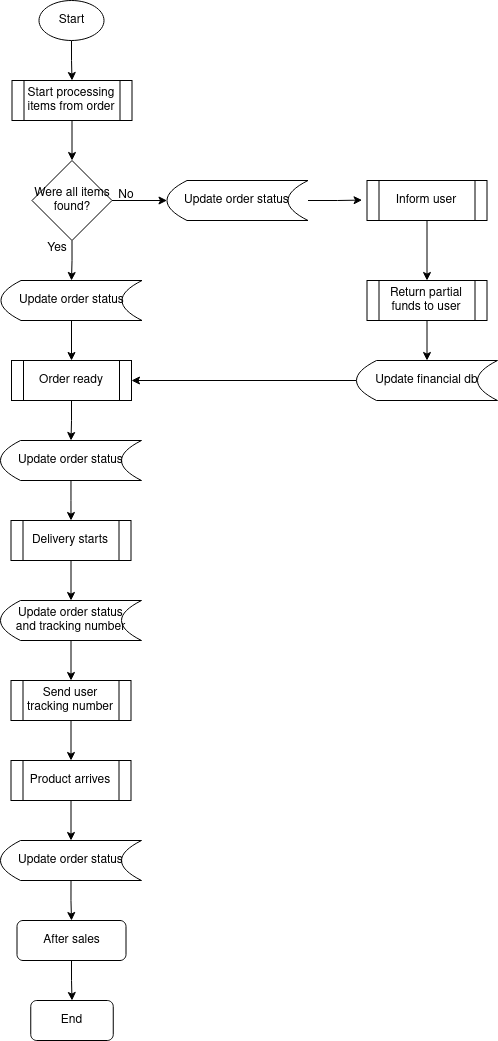 Start
Start processing
items from order
Were all items
found?
No
Update order status
Inform user
Yes
Update order status
Return partial
funds to user
Order ready
Update financial db
Update order status
Delivery starts
Update order status
and tracking number
Send user
tracking number
Product arrives
Update order status
After sales
End